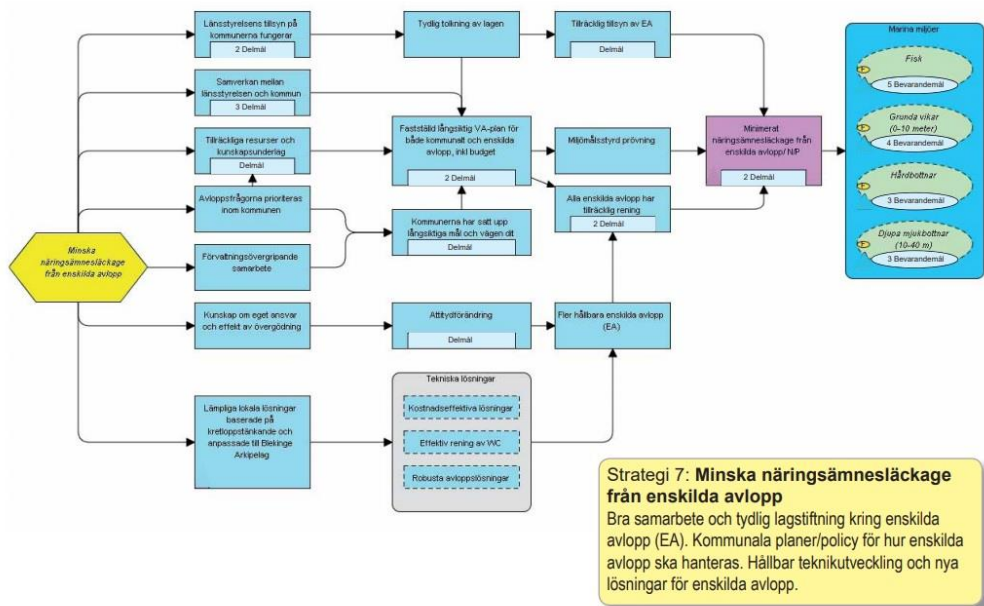 Länsstyrelsens tillsyn på
kommunerna fungerar
2 Delmål
Tydlig tolkning av lagen
Tillräcklig tillsyn av EA
Delmål
Samverkan mellan
länsstyrelsen och kommun
3 Delmål
Tillräckliga resurser och
kunskapsunderlag
Delmål
Fastställd långsiktig VA-plan för
både kommunalt och enskilda
avlopp, inkl budget
2 Delmål
Miljömålsstyrd prövning
Minimerat
näringsämnesläckage från
enskilda avlopp/ N/P
2 Delmål
Avloppsfrågorna prioriteras
inom kommunen
Kommunerna har satt upp
långsiktiga mål och vägen dit
Delmål
Alla enskilda avlopp har
tillräcklig rening
2 Delmål
Minska
näringsämnesläckage
från enskilda avlopp
Förvaltningsövergripande
samarbete
Kunskap om eget ansvar
och effekt av övergödning
Attitydförändring
Delmål
Fler hållbara enskilda avlopp
(EA)
Lämpliga lokala lösningar
baserade på
kretloppstänkande och
anpassade till Blekinge
Arkipelag
Tekniska lösningar
Kostnadseffektiva lösningar
Effektiv rening av WC
Robusta avloppslösningar
Marina miljöer
Fisk
5 Bevarandemål
Grunda vikar
(0-10 meter)
4 Bevarandemål
Hårdbottnar
3 Bevarandemål
Djupa mjukbottnar
(10-40 m)
3 Bevarandemål
Strategi 7: Minska näringsämnesläckage
från enskilda avlopp
Bra samarbete och tydlig lagstiftning kring enskilda
avlopp (EA). Kommunala planer/policy för hur enskilda
avlopp ska hanteras. Hållbar teknikutveckling och nya
lösningar för enskilda avlopp.